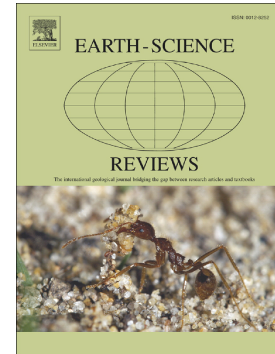 ISSN: 0012-8252
ELSEVIER
EARTH-SCIENCE
REVIEWS
The international geological journal bridging the gap between research articles and textbooks